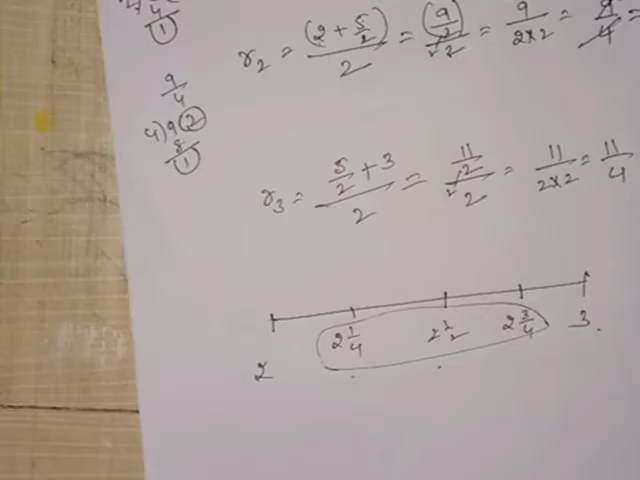 r₂ = (2 + 5/2)/2 = (9/2)/2 = 9/(2×2) = 9/4 =
9/4
4)9(2
8
1
r₃ = (5/2 + 3)/2 = (11/2)/2 = 11/(2×2) = 11/4
2 2 1/4 2 1/2 2 3/4 3.